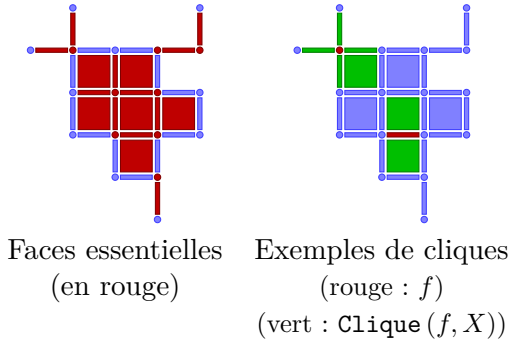 Faces essentielles
(en rouge)
Exemples de cliques
(rouge : f)
(vert : Clique (f, X))